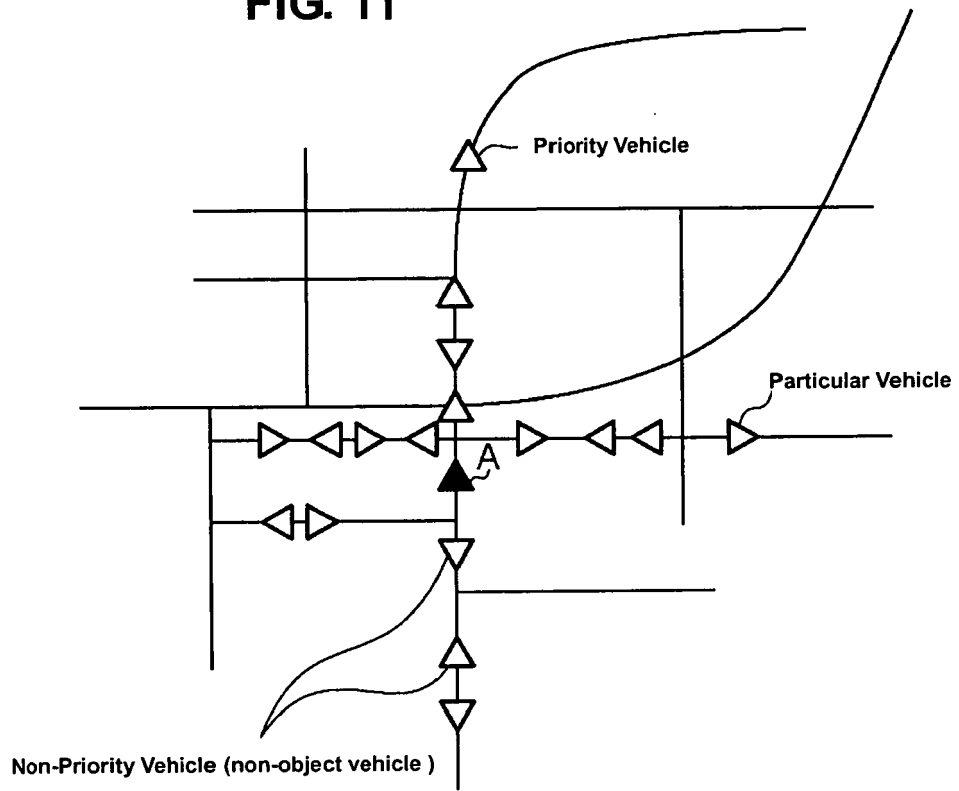 FIG. 11
Priority Vehicle
Particular Vehicle
A
Non-Priority Vehicle (non-object vehicle )